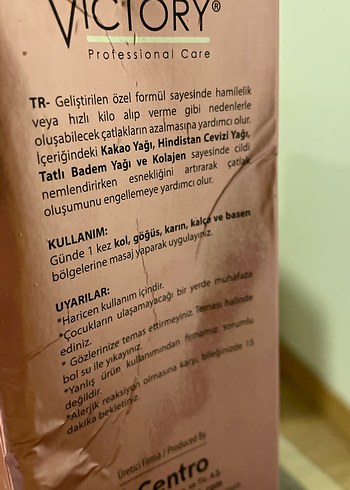 VICTORY®
Professional Care
TR- Geliştirilen özel formül sayesinde hamilelik
veya hızlı kilo alıp verme gibi nedenlerle
oluşabilecek çatlakların azalmasına yardımcı olur.
İçeriğindeki Kakao Yağı, Hindistan Cevizi Yağı,
Tatlı Badem Yağı ve Kolajen sayesinde cildi
nemlendirirken esnekliğini artırarak çatlak
oluşumunu engellemeye yardımcı olur.
KULLANIM:
Günde 1 kez kol, göğüs, karın, kalça ve basen
bölgelerine masaj yaparak uygulayınız.
UYARILAR:
*Haricen kullanım içindir.
*Çocukların ulaşamayacağı bir yerde muhafaza
ediniz.
* Gözlerinize temas ettirmeyiniz. Teması halinde
bol su ile yıkayınız.
*Yanlış ürün kullanımından firmamız sorumlu
değildir.
*Alerjik reaksiyon olmasına karşı, bileğinizde 15
dakika bekletiniz.
Üretici Firma / Produced By
Centro